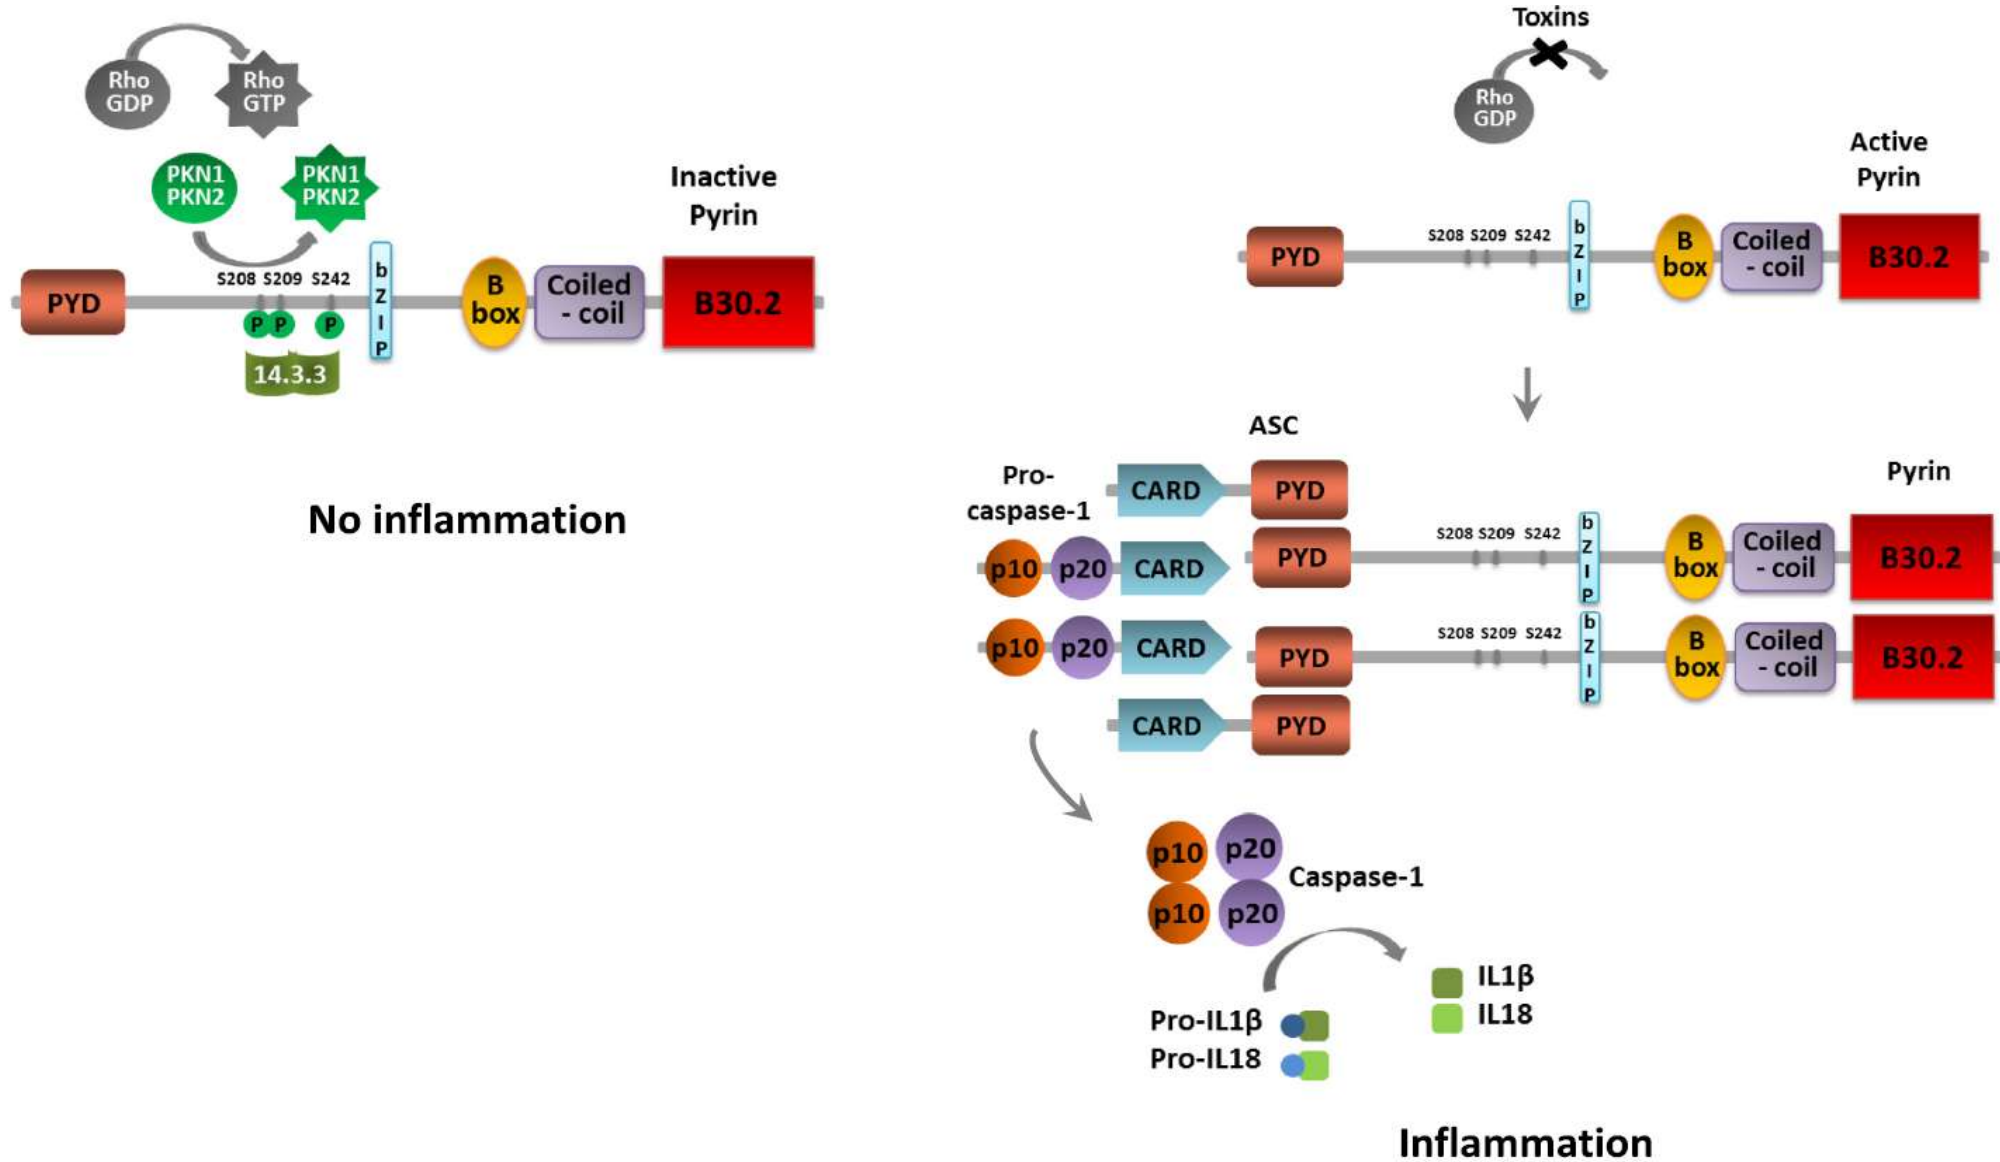 Rho
GDP
Rho
GTP
PKN1
PKN2
PKN1
PKN2
Inactive
Pyrin
S208 S209 S242
PYD
P P P
14.3.3
b
Z
I
P
B
box
Coiled
- coil
B30.2
No inflammation
Toxins
Rho
GDP
Active
Pyrin
S208 S209 S242
PYD
b
Z
I
P
B
box
Coiled
- coil
B30.2
ASC
Pro-
caspase-1
Pyrin
CARD PYD
p10 p20 CARD
PYD
S208 S209 S242
b
Z
I
P
B
box
Coiled
- coil
B30.2
p10 p20 CARD
PYD
S208 S209 S242
b
Z
I
P
B
box
Coiled
- coil
B30.2
CARD PYD
p10 p20
Caspase-1
p10 p20
IL1β
IL18
Pro-IL1β
Pro-IL18
Inflammation